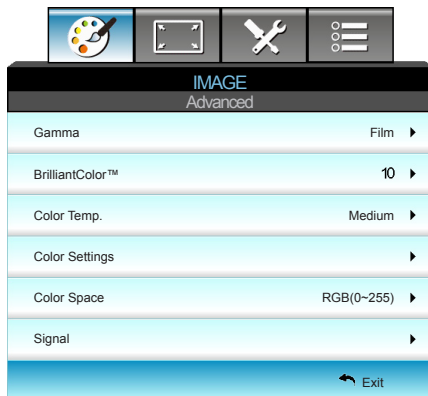 IMAGE
Advanced
Gamma Film
BrilliantColor™ 10
Color Temp. Medium
Color Settings
Color Space RGB(0~255)
Signal
Exit